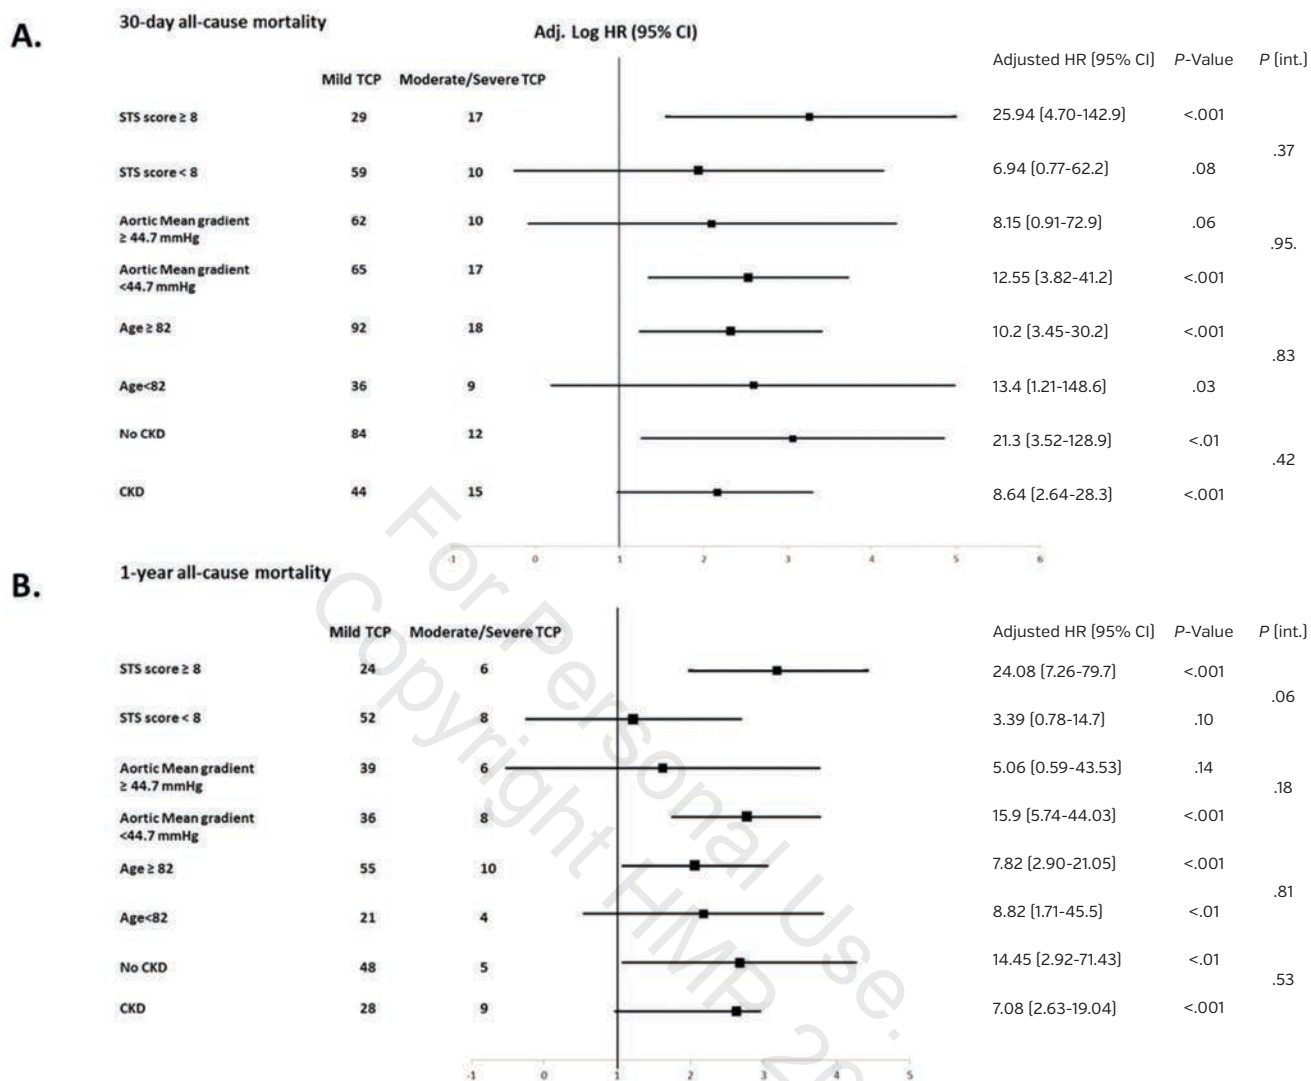 A.
30-day all-cause mortality
Adj. Log HR (95% CI)
Mild TCP Moderate/Severe TCP Adjusted HR (95% CI) P-Value P (int.)
STS score ≥ 8 29 17 25.94 (4.70-142.9) <.001
.37
STS score < 8 59 10 6.94 (0.77-62.2) .08
Aortic Mean gradient 62 10 8.15 (0.91-72.9) .06
≥ 44.7 mmHg
.95.
Aortic Mean gradient 65 17 12.55 (3.82-41.2) <.001
<44.7 mmHg
Age ≥ 82 92 18 10.2 (3.45-30.2) <.001
.83
Age<82 36 9 13.4 (1.21-148.6) .03
No CKD 84 12 21.3 (3.52-128.9) <.01
.42
CKD 44 15 8.64 (2.64-28.3) <.001
-1 0 1 2 3 4 5 6
B.
1-year all-cause mortality
Mild TCP Moderate/Severe TCP Adjusted HR (95% CI) P-Value P (int.)
STS score ≥ 8 24 6 24.08 (7.26-79.7) <.001
.06
STS score < 8 52 8 3.39 (0.78-14.7) .10
Aortic Mean gradient 39 6 5.06 (0.59-43.53) .14
≥ 44.7 mmHg
.18
Aortic Mean gradient 36 8 15.9 (5.74-44.03) <.001
<44.7 mmHg
Age ≥ 82 55 10 7.82 (2.90-21.05) <.001
.81
Age<82 21 4 8.82 (1.71-45.5) <.01
No CKD 48 5 14.45 (2.92-71.43) <.01
.53
CKD 28 9 7.08 (2.63-19.04) <.001
-1 0 1 2 3 4 5
For Personal Use.
Copyright HMP